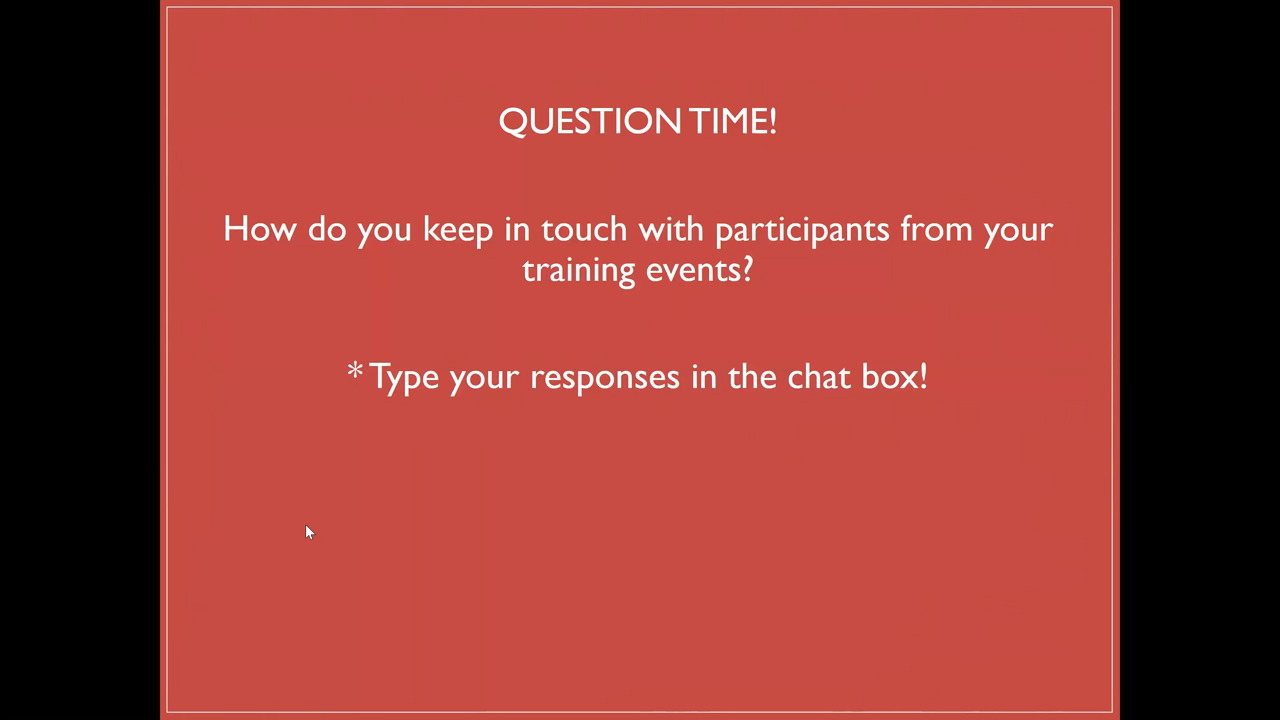 QUESTION TIME!
How do you keep in touch with participants from your
training events?
* Type your responses in the chat box!